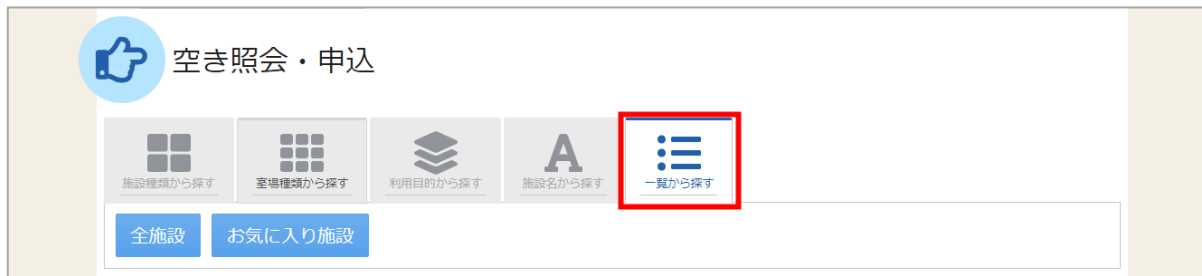 空き照会・申込
施設種類から探す 室場種類から探す 利用目的から探す 施設名から探す 一覧から探す
全施設 お気に入り施設